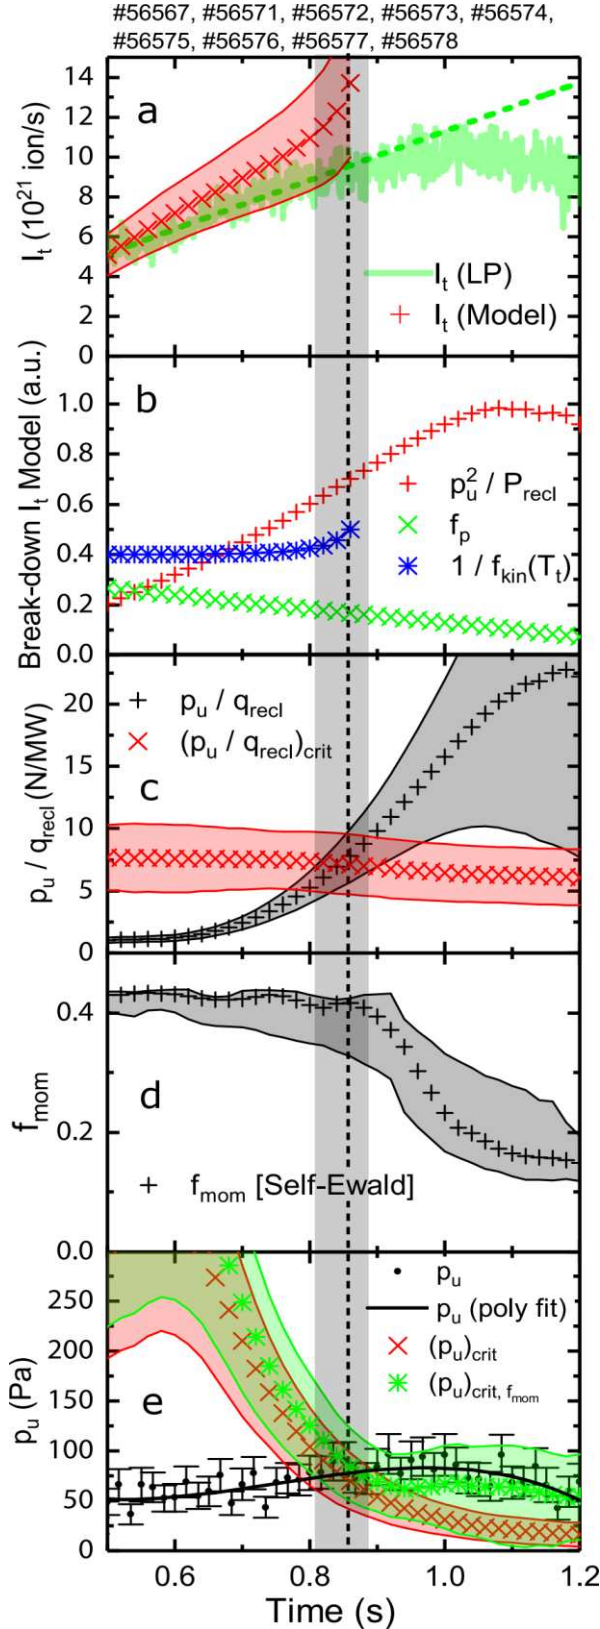 #56567, #56571, #56572, #56573, #56574,
#56575, #56576, #56577, #56578
a
I_t (10^21 ion/s)
14
12
10
8
6
4
2
0
I_t (LP)
I_t (Model)
b
Break-down I_t Model (a.u.)
1.0
0.8
0.6
0.4
0.2
0.0
p_u^2 / P_recl
f_p
1 / f_kin(T_t)
c
p_u / q_recl (N/MW)
20
15
10
5
0
p_u / q_recl
(p_u / q_recl)_crit
d
f_mom
0.4
0.2
0.0
f_mom [Self-Ewald]
e
p_u (Pa)
250
200
150
100
50
0
p_u
p_u (poly fit)
(p_u)_crit
(p_u)_crit, f_mom
0.6
0.8
1.0
1.2
Time (s)